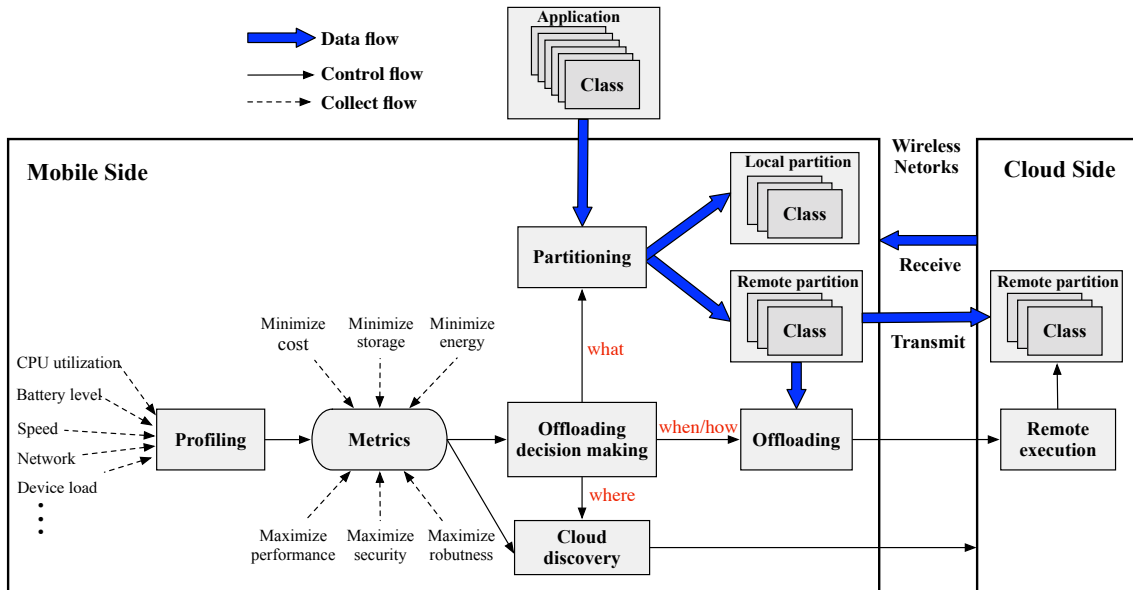 Application
Class
Data flow
Control flow
Collect flow
Mobile Side
Wireless
Netorks
Cloud Side
Local partition
Class
Partitioning
Receive
Remote partition
Class
Remote partition
Class
Transmit
Minimize
cost
Minimize
storage
Minimize
energy
what
CPU utilization
Battery level
Speed
Network
Device load
Profiling
Metrics
Offloading
decision making
when/how
Offloading
Remote
execution
where
Maximize
performance
Maximize
security
Maximize
robutness
Cloud
discovery